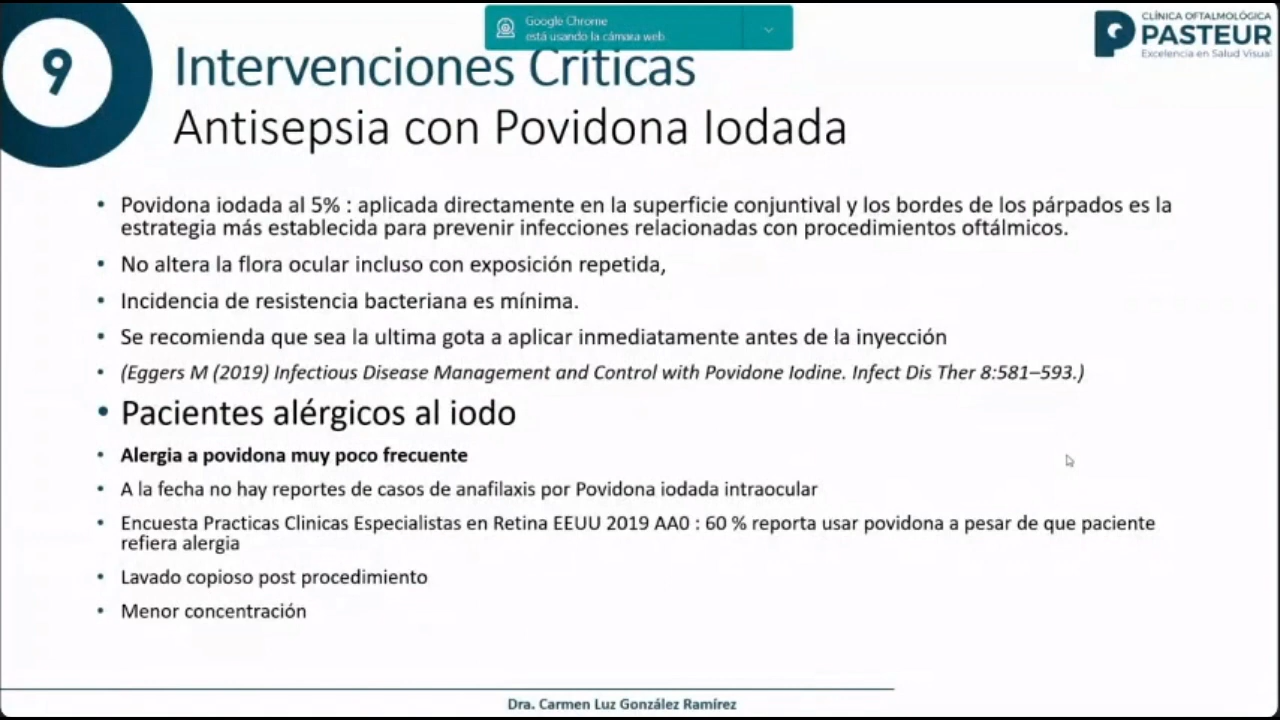 Google Chrome
está usando la cámara web
CLÍNICA OFTALMOLÓGICA
PASTEUR
Excelencia en Salud Visual
9
Intervenciones Críticas
Antisepsia con Povidona Iodada
• Povidona iodada al 5% : aplicada directamente en la superficie conjuntival y los bordes de los párpados es la
estrategia más establecida para prevenir infecciones relacionadas con procedimientos oftálmicos.
• No altera la flora ocular incluso con exposición repetida,
• Incidencia de resistencia bacteriana es mínima.
• Se recomienda que sea la ultima gota a aplicar inmediatamente antes de la inyección
• (Eggers M (2019) Infectious Disease Management and Control with Povidone Iodine. Infect Dis Ther 8:581–593.)
• Pacientes alérgicos al iodo
• Alergia a povidona muy poco frecuente
• A la fecha no hay reportes de casos de anafilaxis por Povidona iodada intraocular
• Encuesta Practicas Clinicas Especialistas en Retina EEUU 2019 AA0 : 60 % reporta usar povidona a pesar de que paciente
refiera alergia
• Lavado copioso post procedimiento
• Menor concentración
Dra. Carmen Luz González Ramírez